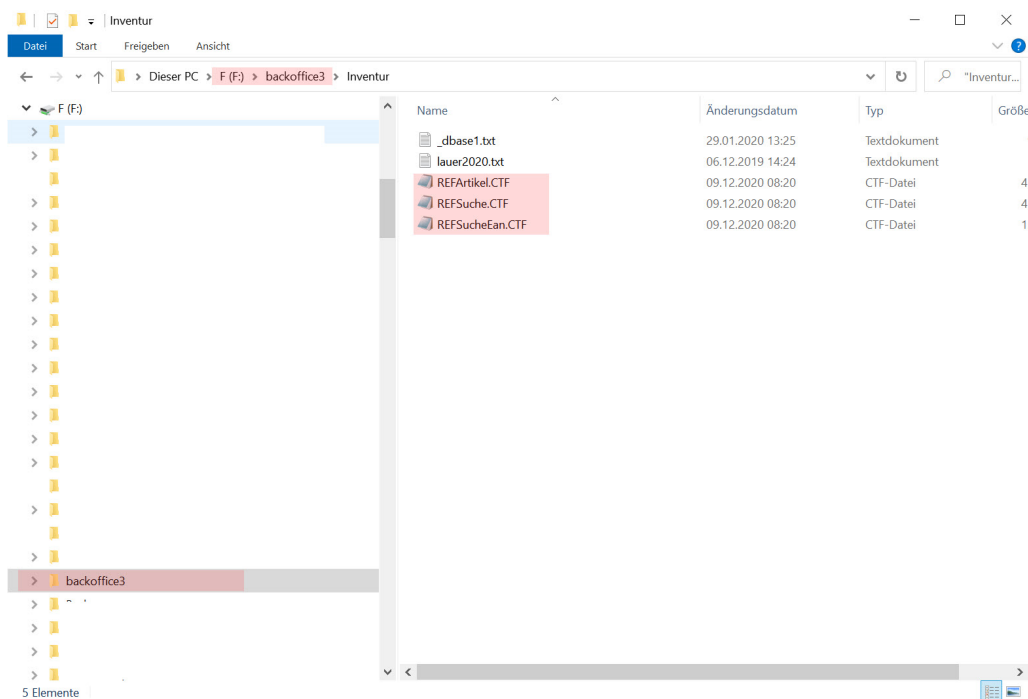 Inventur
Datei Start Freigeben Ansicht
Dieser PC F (F:) backoffice3 Inventur "Inventur...
F (F:)
Name Änderungsdatum Typ Größe
_dbase1.txt 29.01.2020 13:25 Textdokument
lauer2020.txt 06.12.2019 14:24 Textdokument
REFArtikel.CTF 09.12.2020 08:20 CTF-Datei 4
REFSuche.CTF 09.12.2020 08:20 CTF-Datei 4
REFSucheEan.CTF 09.12.2020 08:20 CTF-Datei 1
backoffice3
5 Elemente